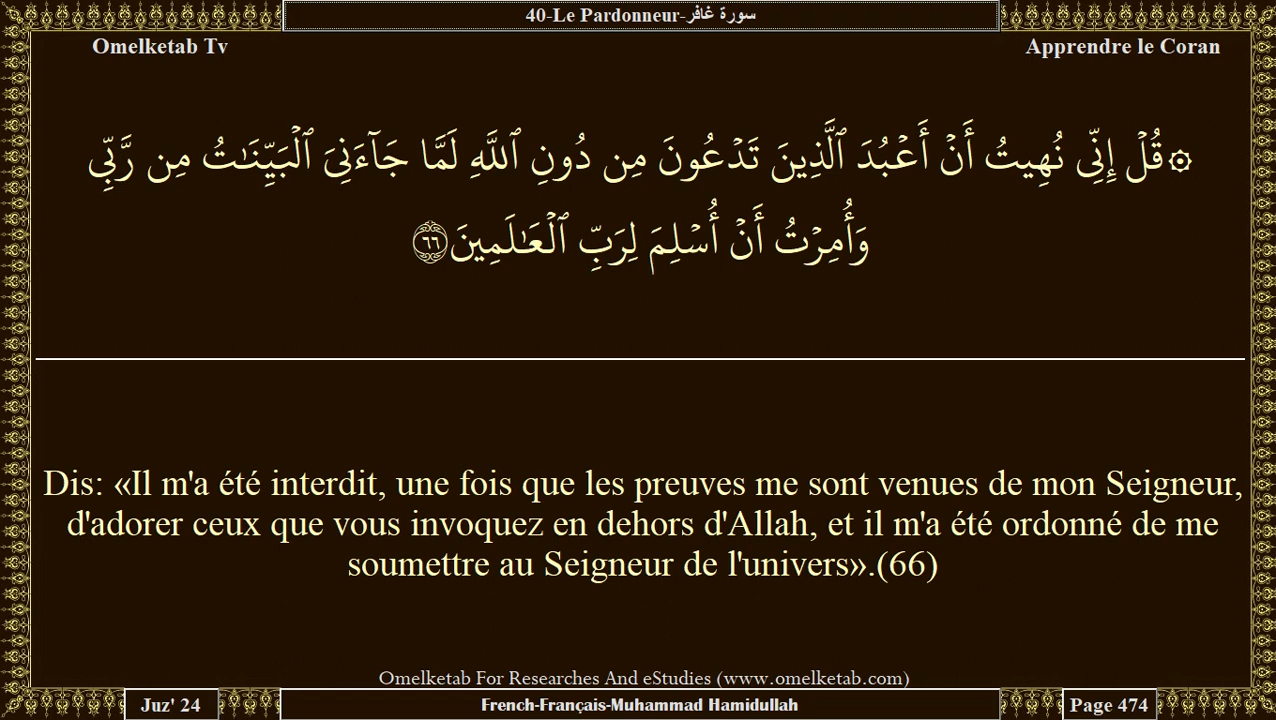 40-Le Pardonneur-سورة غافر
Omelketab Tv
Apprendre le Coran
۞قُلۡ إِنِّي نُهِيتُ أَنۡ أَعۡبُدَ ٱلَّذِينَ تَدۡعُونَ مِن دُونِ ٱللَّهِ لَمَّا جَآءَنِيَ ٱلۡبَيِّنَٰتُ مِن رَّبِّي
وَأُمِرۡتُ أَنۡ أُسۡلِمَ لِرَبِّ ٱلۡعَٰلَمِينَ ٦٦
Dis: «Il m'a été interdit, une fois que les preuves me sont venues de mon Seigneur,
d'adorer ceux que vous invoquez en dehors d'Allah, et il m'a été ordonné de me
soumettre au Seigneur de l'univers».(66)
Omelketab For Researches And eStudies (www.omelketab.com)
Juz' 24
French-Français-Muhammad Hamidullah
Page 474